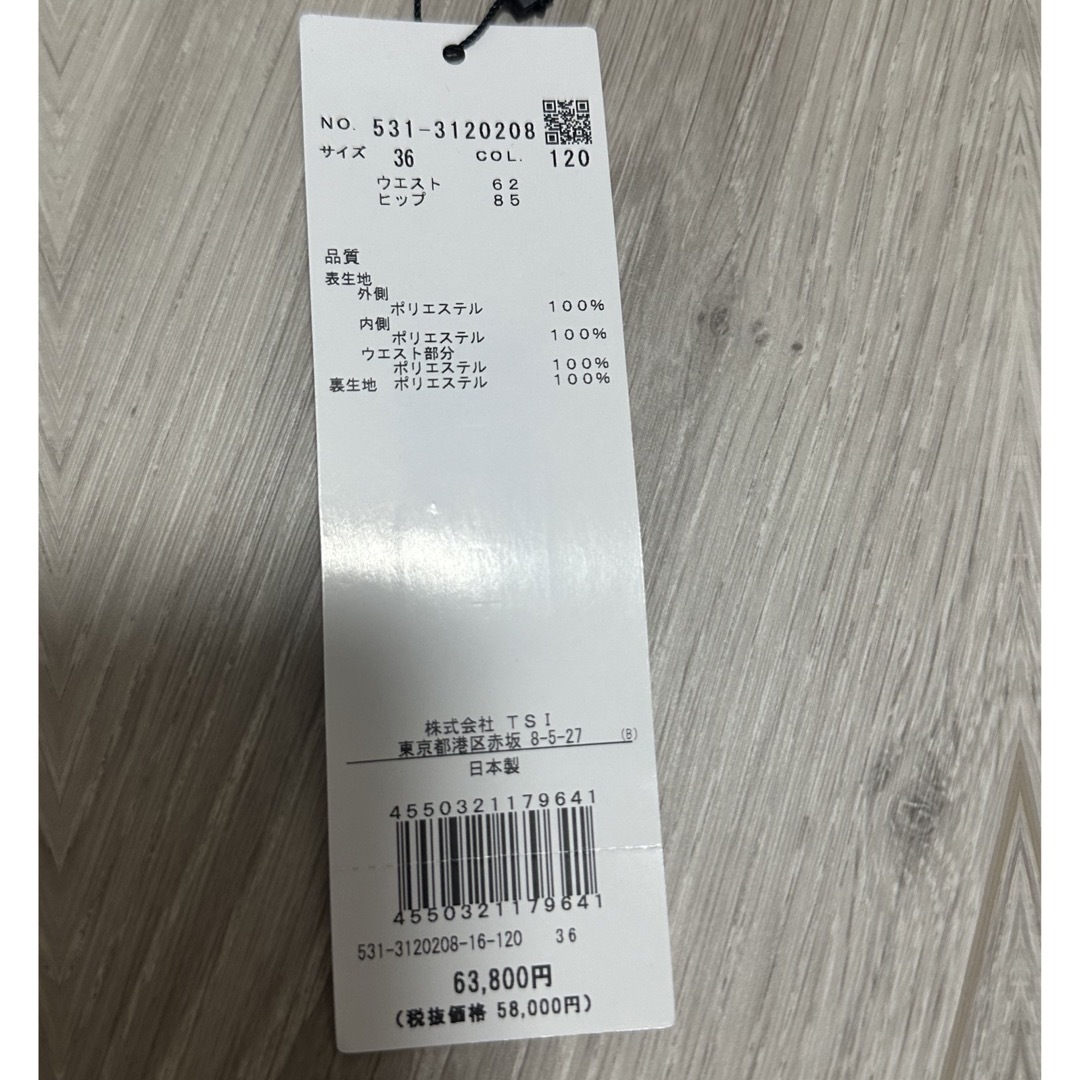 NO. 531-3120208
サイズ 36 COL. 120
ウエスト 62
ヒップ 85
品質
表生地
外側
ポリエステル 100%
内側
ポリエステル 100%
ウエスト部分
ポリエステル 100%
裏生地 ポリエステル 100%
株式会社 TSI
東京都港区赤坂 8-5-27 (B)
日本製
4550321179641
4550321179641
531-3120208-16-120 36
63,800円
(税抜価格 58,000円)